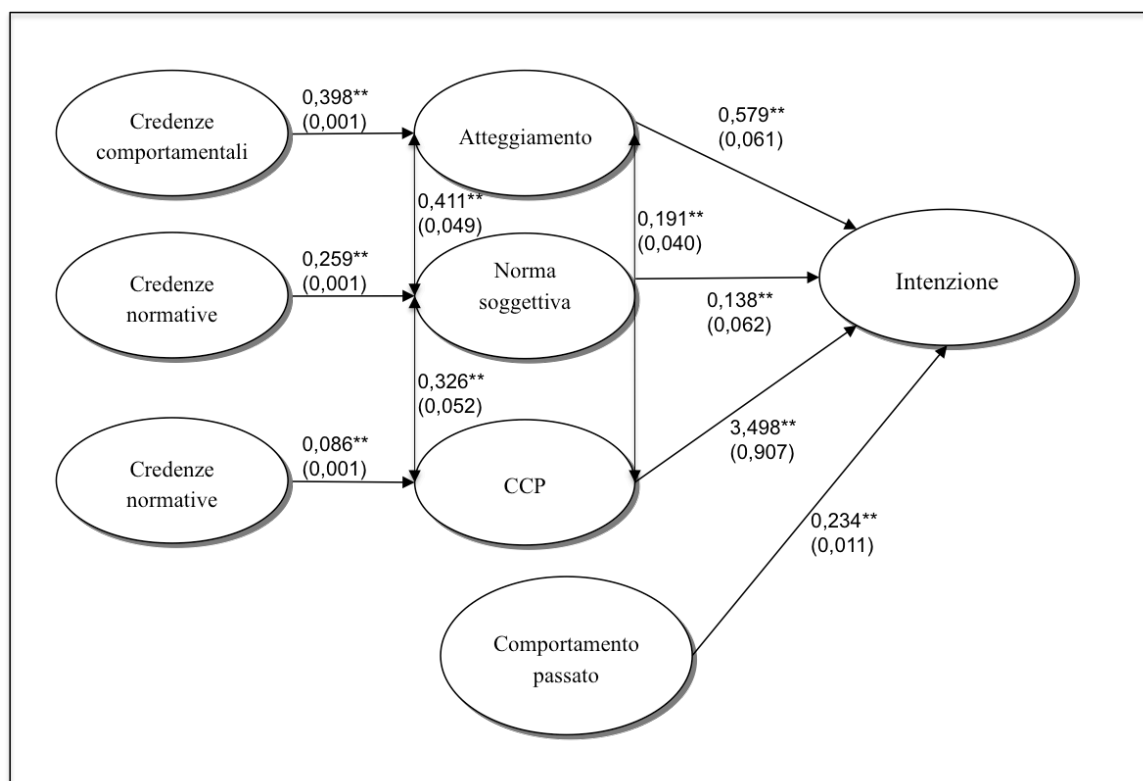 Credenze
comportamentali
0,398**
(0,001)
Atteggiamento
0,579**
(0,061)
0,411**
(0,049)
0,191**
(0,040)
Credenze
normative
0,259**
(0,001)
Norma
soggettiva
0,138**
(0,062)
Intenzione
0,326**
(0,052)
Credenze
normative
0,086**
(0,001)
CCP
3,498**
(0,907)
0,234**
(0,011)
Comportamento
passato